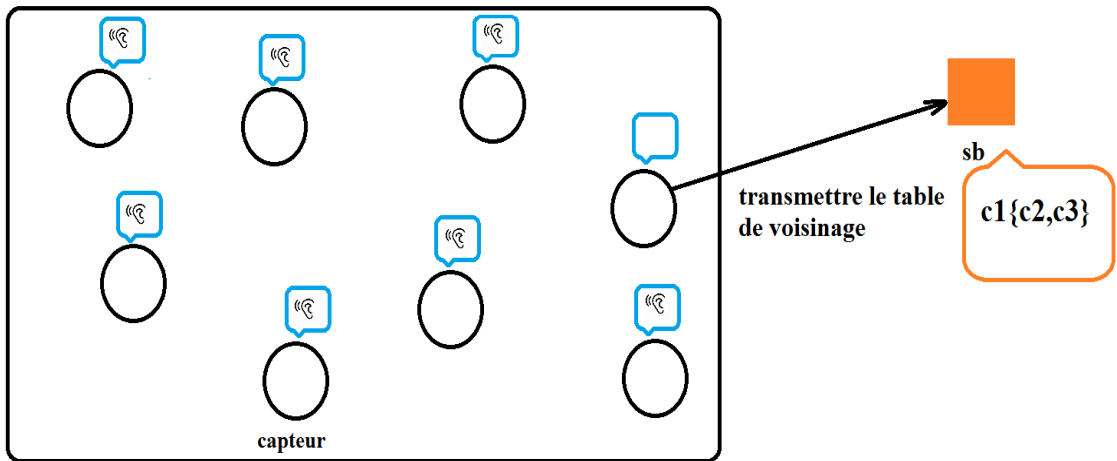 sb
transmettre le table
de voisinage
c1{c2,c3}
capteur